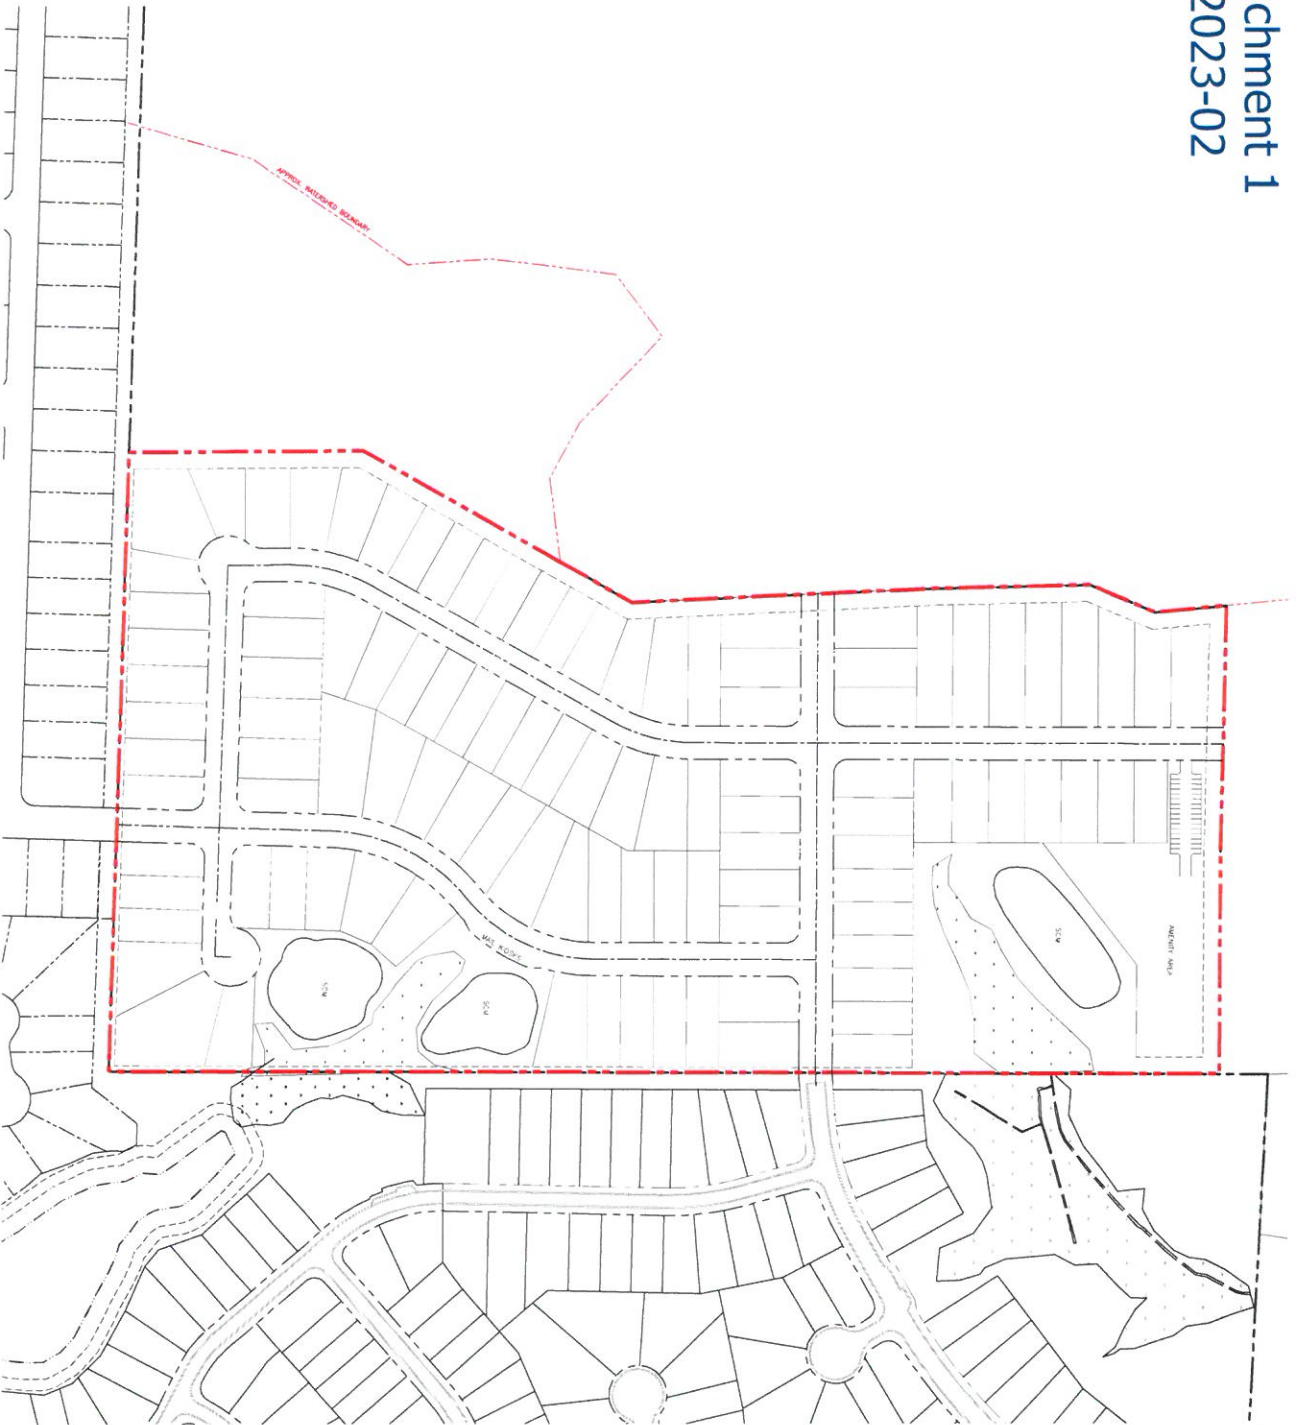 chment 1
2023-02
APPROX. WATERSHED BOUNDARY
AMENITY AREA
SCM
SCM
SCM